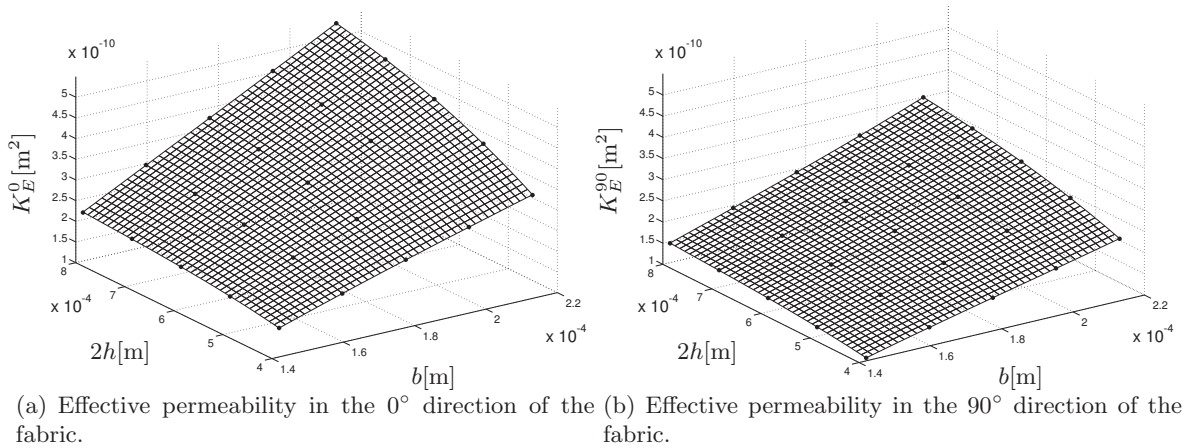 x 10^-10
5
4.5
4
3.5
3
2.5
2
1.5
1
K_E^0[m^2]
8
7
6
5
4
x 10^-4
2h[m]
1.4
1.6
1.8
2
2.2
x 10^-4
b[m]
(a) Effective permeability in the 0° direction of the
fabric.
x 10^-10
5
4.5
4
3.5
3
2.5
2
1.5
1
K_E^90[m^2]
8
7
6
5
4
x 10^-4
2h[m]
1.4
1.6
1.8
2
2.2
x 10^-4
b[m]
(b) Effective permeability in the 90° direction of the
fabric.